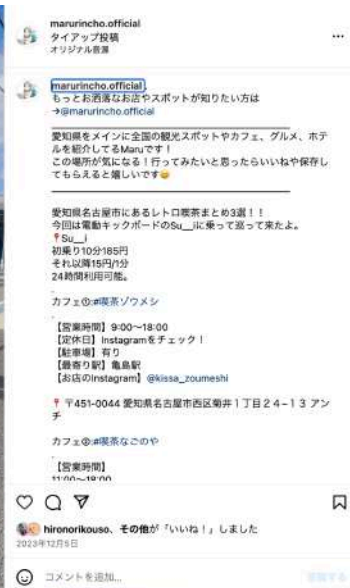 marurincho.official
タイアップ投稿
オリジナル音源
marurincho.official
もっとお洒落なお店やスポットが知りたい方は
→@marurincho.official
愛知県をメインに全国の観光スポットやカフェ、グルメ、ホテ
ルを紹介してるMaruです！
この場所が気になる！行ってみたいと思ったらいいねや保存し
てもらえると嬉しいです😄
愛知県名古屋市にあるレトロ喫茶まとめ3選！！
今回は電動キックボードのSu__iに乗って巡って来たよ。
📍Su__i
初乗り10分185円
それ以降15円/1分
24時間利用可能。
.
カフェ①:#喫茶ゾウメシ
.
【営業時間】9:00〜18:00
【定休日】Instagramをチェック！
【駐車場】有り
【最寄り駅】亀島駅
【お店のInstagram】@kissa_zoumeshi
.
📍 〒451-0044 愛知県名古屋市西区菊井１丁目２４−１３ アン
チ
カフェ②:#喫茶なごのや
.
【営業時間】
11:00〜18:00
hironorikouso、その他が「いいね！」しました
2023年12月5日
コメントを追加...
投稿する